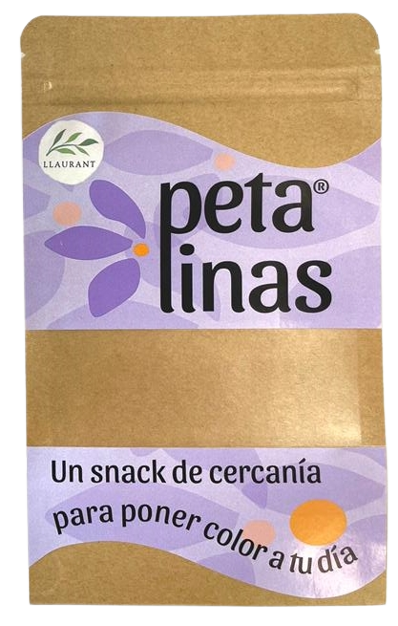 LLAURANT
peta®
linas
Un snack de cercanía
para poner color a tu día